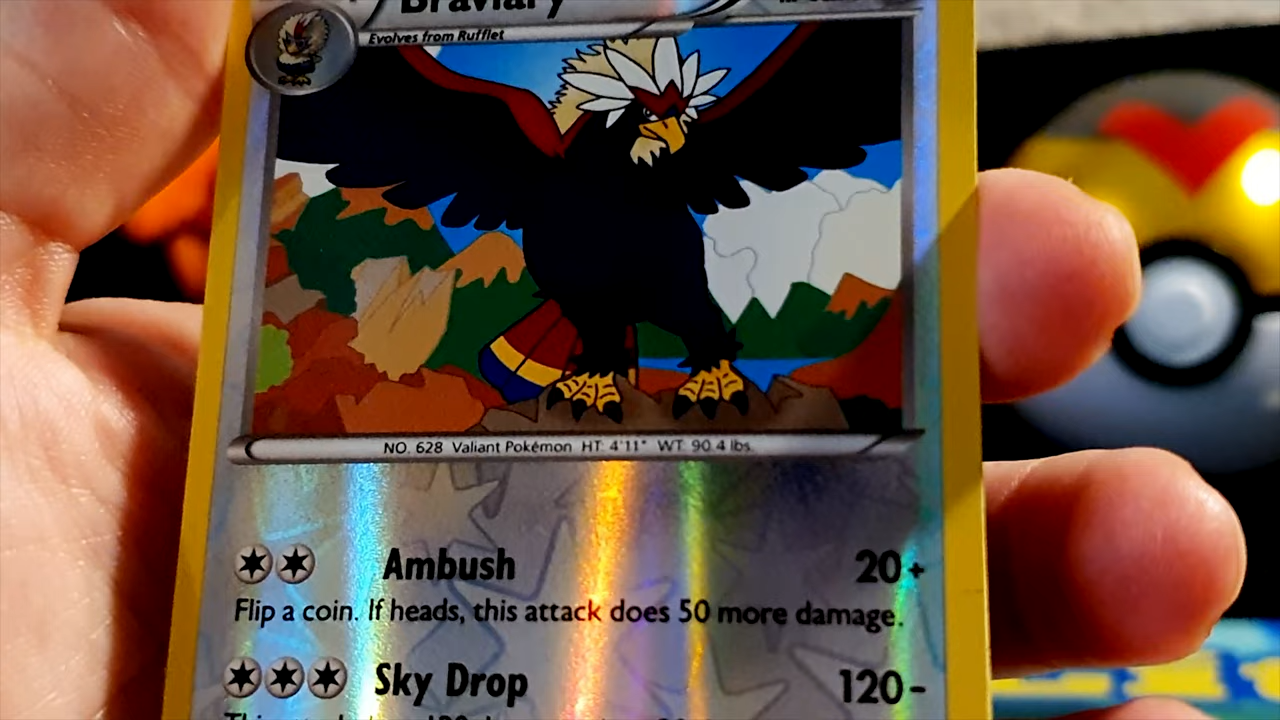 Braviary
Evolves from Rufflet
NO. 628 Valiant Pokémon HT: 4'11" WT: 90.4 lbs.
Ambush 20+
Flip a coin. If heads, this attack does 50 more damage.
Sky Drop 120-